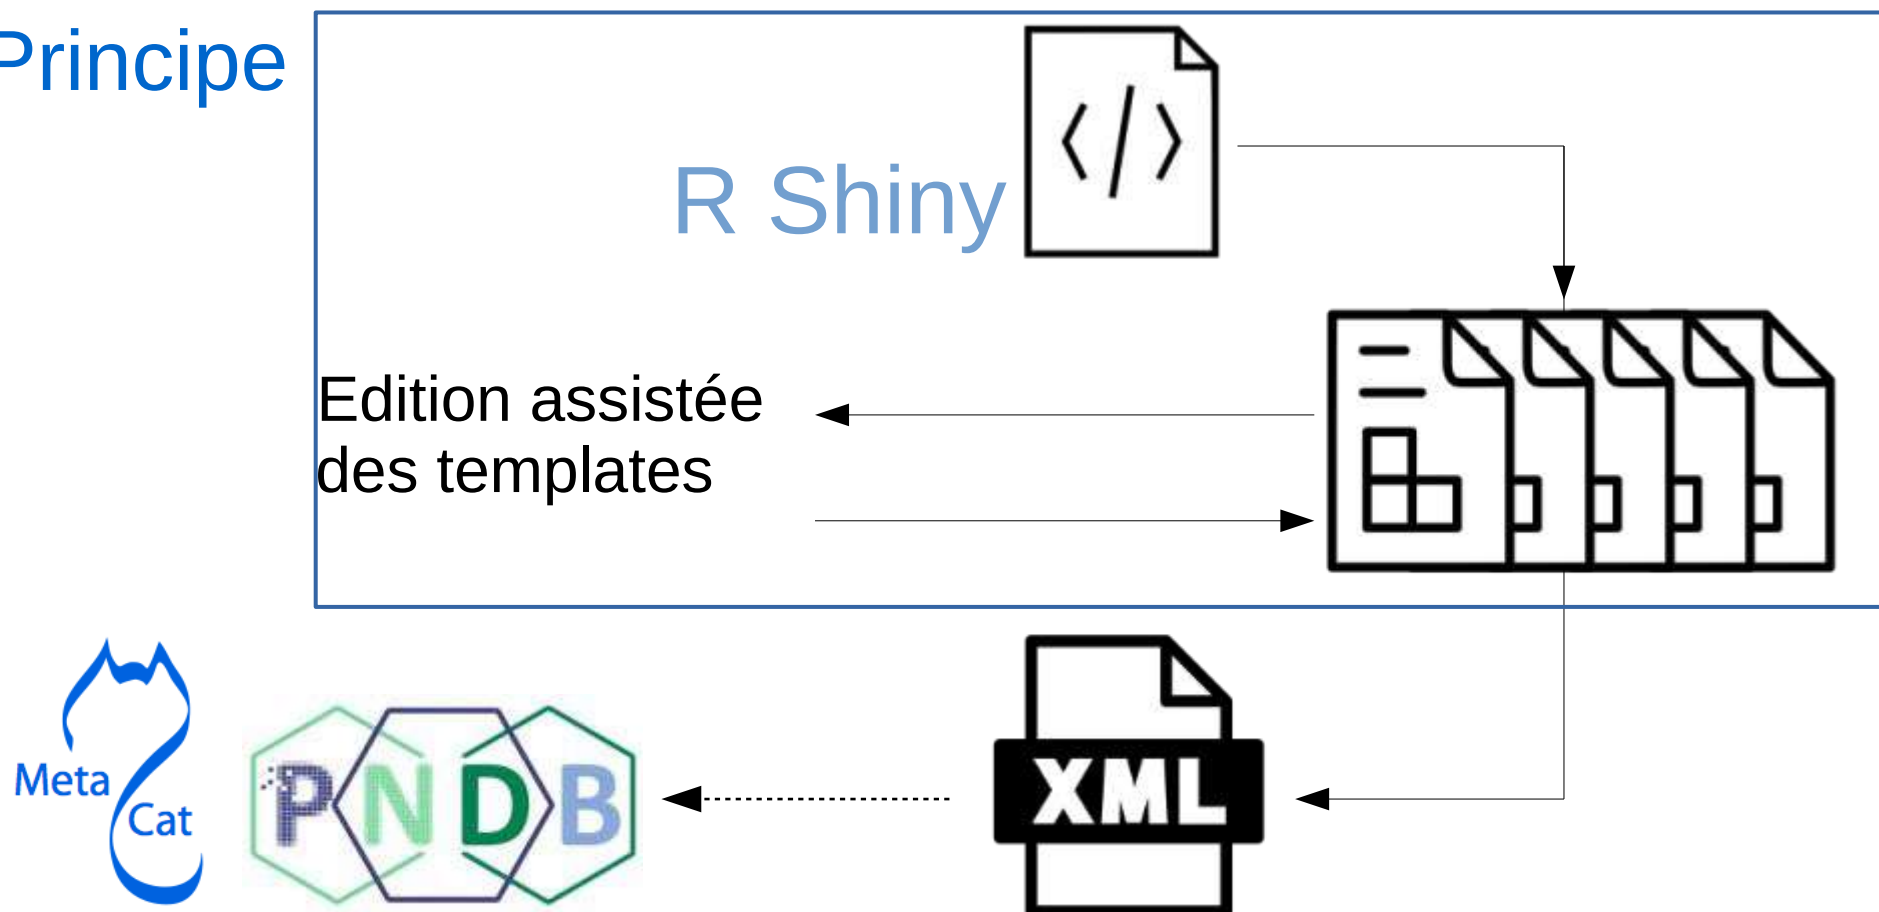 Principe
R Shiny
</>
Edition assistée
des templates
Meta
Cat
PNDB
XML